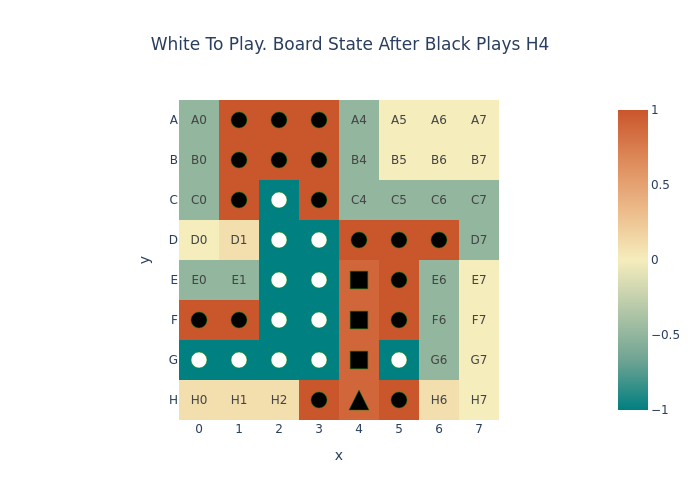 White To Play. Board State After Black Plays H4
A A0 A4 A5 A6 A7
B B0 B4 B5 B6 B7
C C0 C4 C5 C6 C7
D D0 D1 D7
E E0 E1 E6 E7
F F6 F7
G G6 G7
H H0 H1 H2 H6 H7
0 1 2 3 4 5 6 7
x
y
1
0.5
0
−0.5
−1